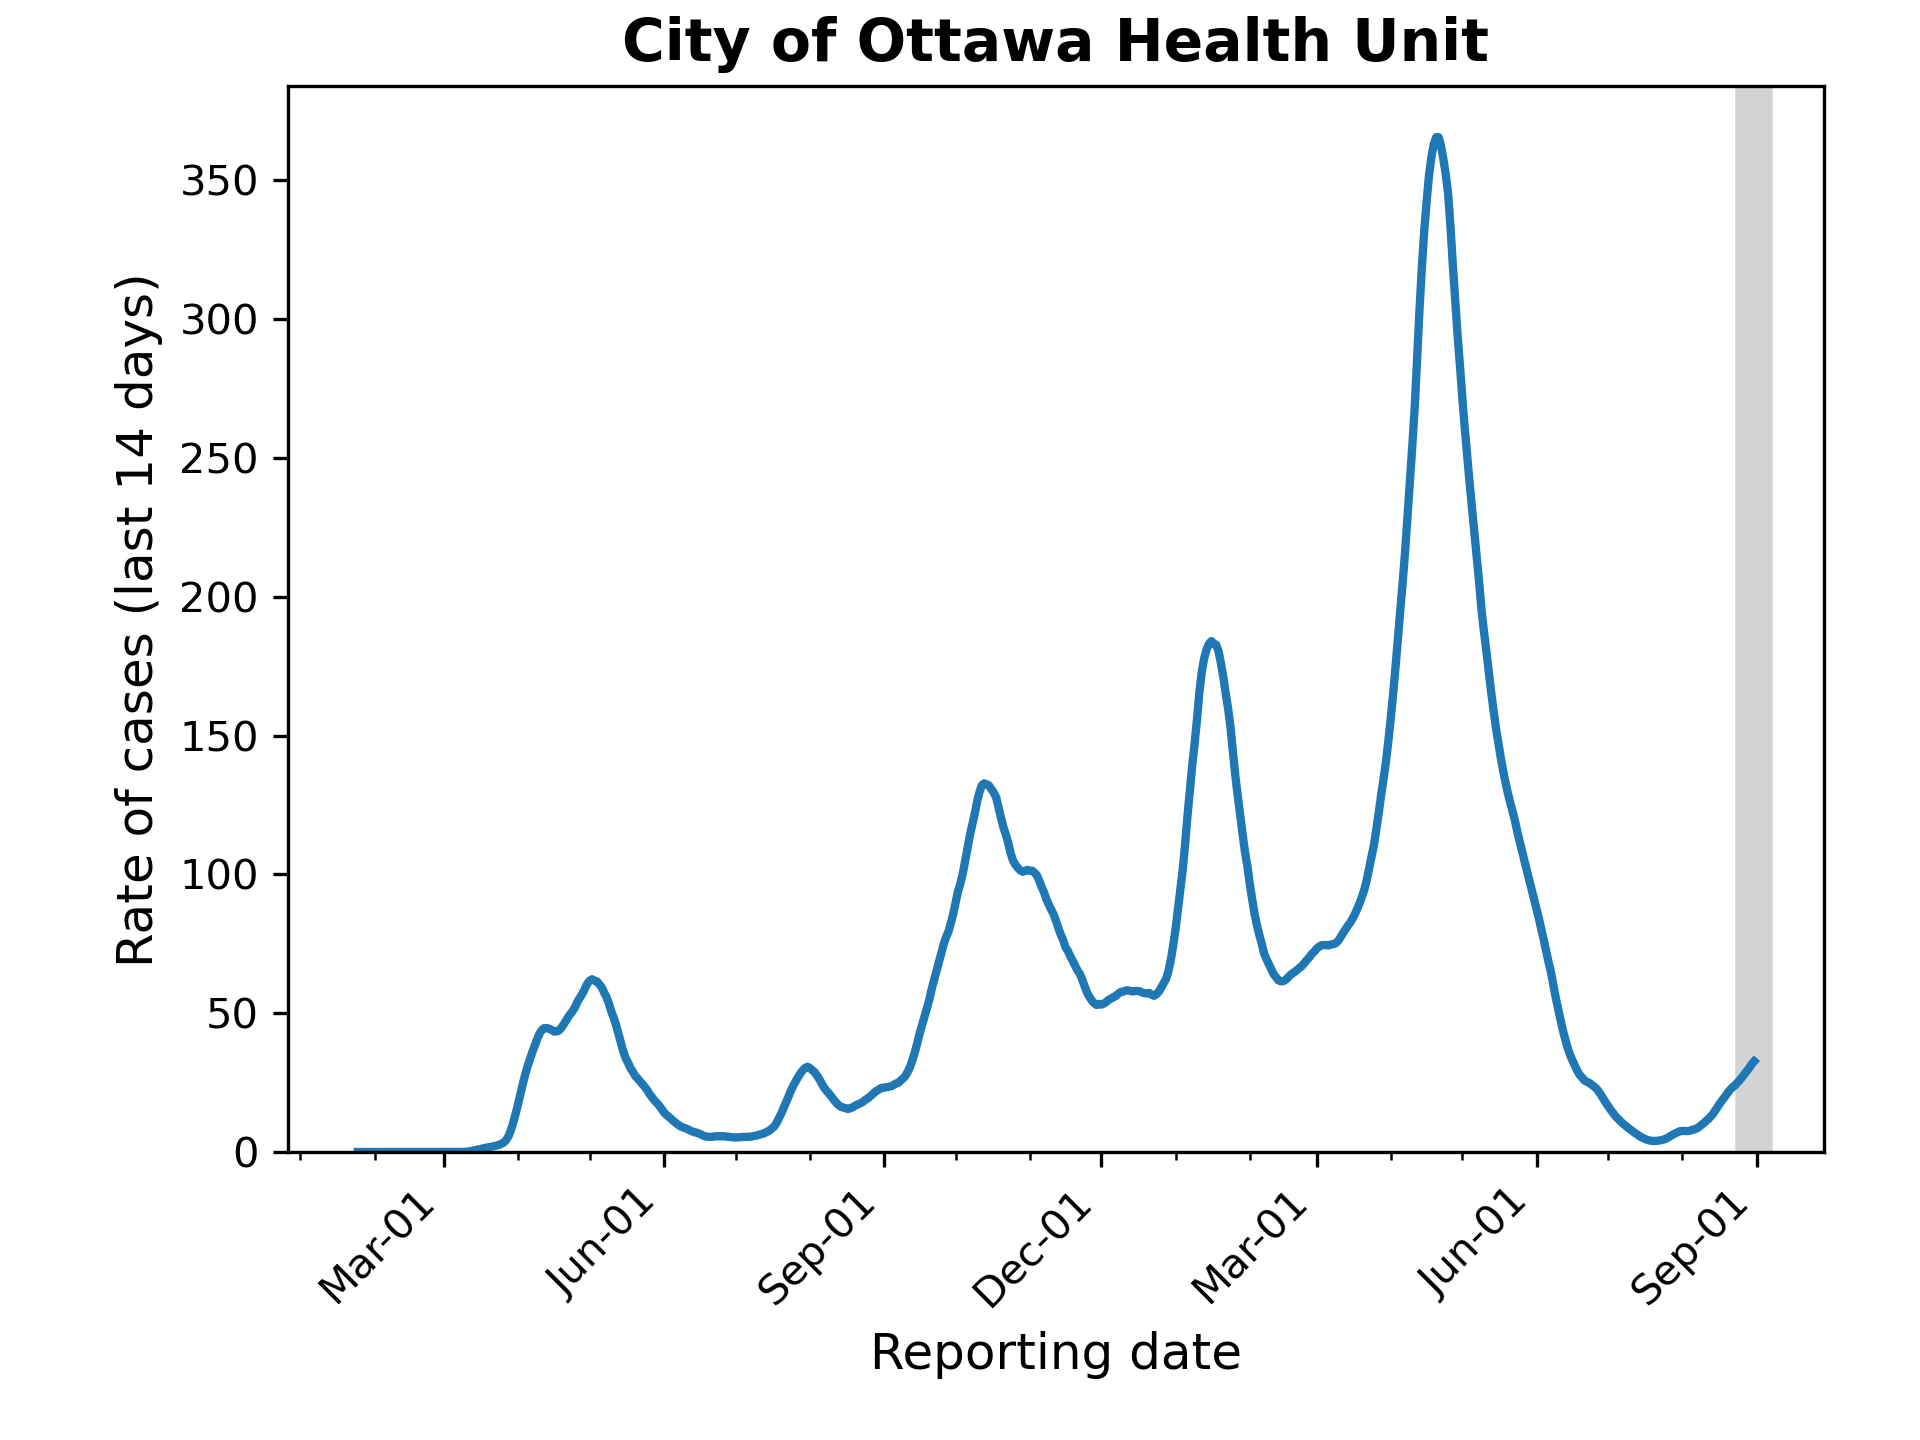 City of Ottawa Health Unit
Rate of cases (last 14 days)
350
300
250
200
150
100
50
0
Mar-01
Jun-01
Sep-01
Dec-01
Mar-01
Jun-01
Sep-01
Reporting date